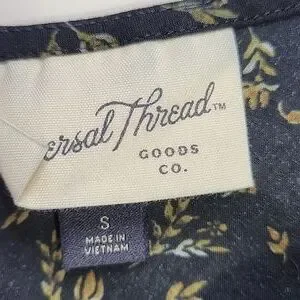 ersal Thread™
GOODS
CO.
S
MADE IN
VIETNAM